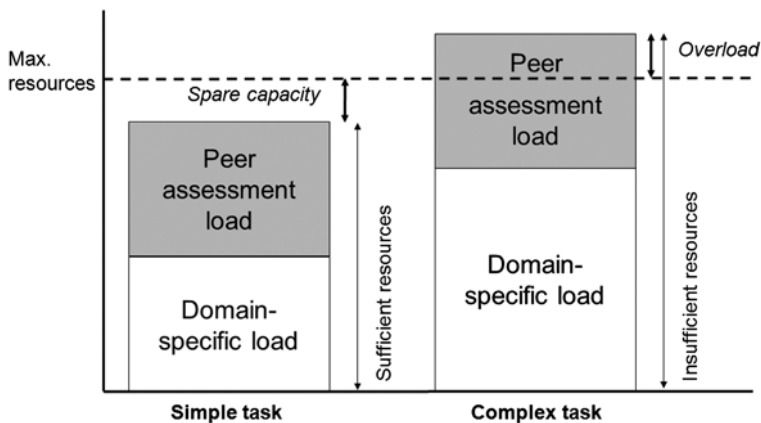 Max.
resources
Spare capacity
Overload
Peer
assessment
load
Domain-
specific load
Sufficient resources
Peer
assessment
load
Domain-
specific load
Insufficient resources
Simple task
Complex task